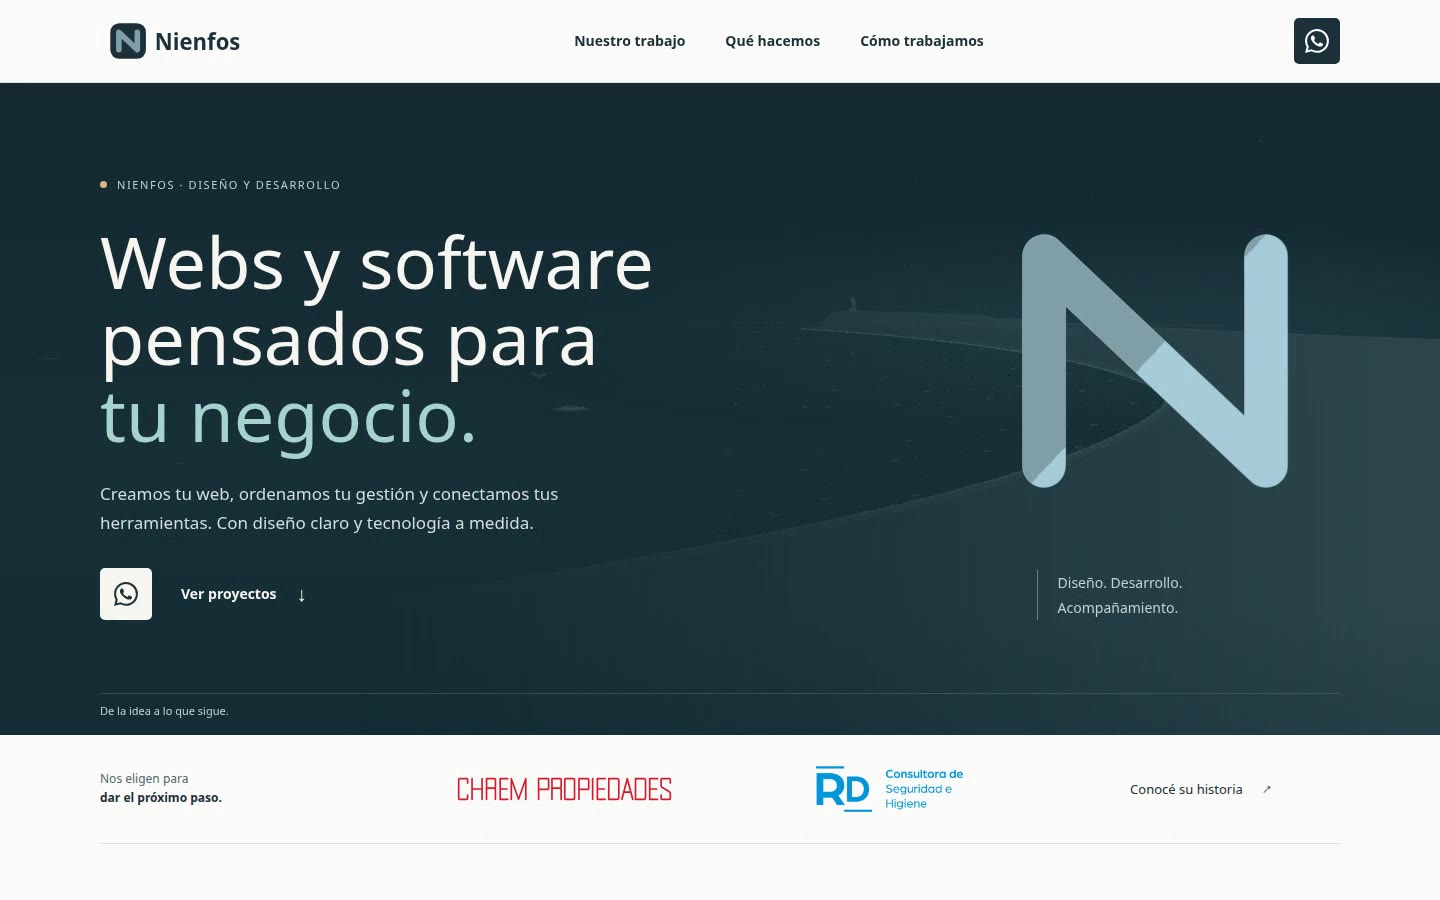 Nienfos
Nuestro trabajo
Qué hacemos
Cómo trabajamos
NIENFOS · DISEÑO Y DESARROLLO
Webs y software
pensados para
tu negocio.
Creamos tu web, ordenamos tu gestión y conectamos tus
herramientas. Con diseño claro y tecnología a medida.
Ver proyectos ↓
Diseño. Desarrollo.
Acompañamiento.
De la idea a lo que sigue.
Nos eligen para
dar el próximo paso.
CHREM PROPIEDADES
RD
Consultora de
Seguridad e
Higiene
Conocé su historia ↗